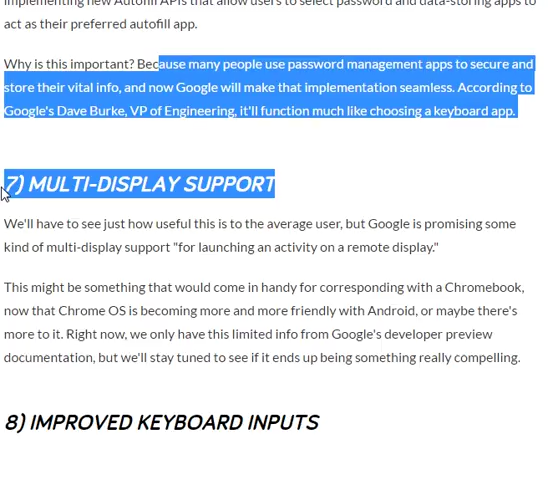 implementing new Autofill APIs that allow users to select password and data-storing apps to
act as their preferred autofill app.
Why is this important? Because many people use password management apps to secure and
store their vital info, and now Google will make that implementation seamless. According to
Google's Dave Burke, VP of Engineering, it'll function much like choosing a keyboard app.
7) MULTI-DISPLAY SUPPORT
We'll have to see just how useful this is to the average user, but Google is promising some
kind of multi-display support "for launching an activity on a remote display."
This might be something that would come in handy for corresponding with a Chromebook,
now that Chrome OS is becoming more and more friendly with Android, or maybe there's
more to it. Right now, we only have this limited info from Google's developer preview
documentation, but we'll stay tuned to see if it ends up being something really compelling.
8) IMPROVED KEYBOARD INPUTS